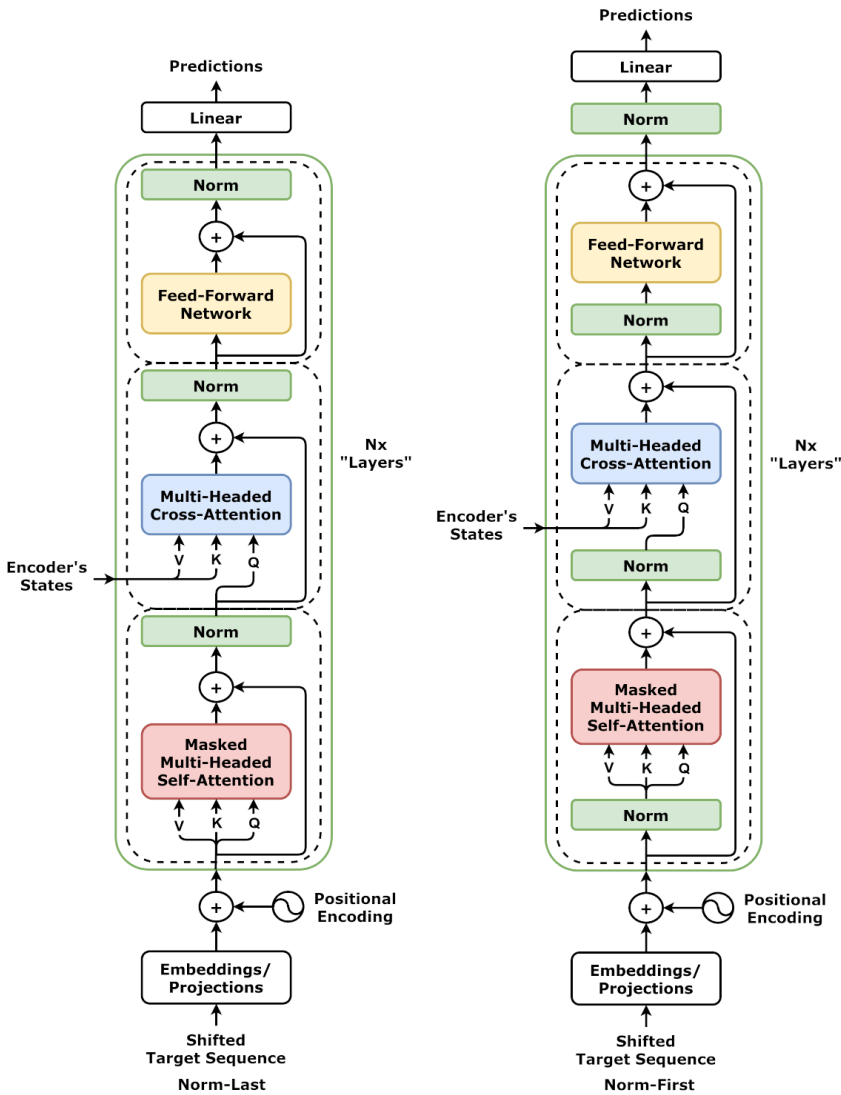 Predictions
Linear
Norm
+
Feed-Forward
Network
Norm
+
Multi-Headed
Cross-Attention
V K Q
Encoder's
States
Norm
+
Masked
Multi-Headed
Self-Attention
V K Q
+
Positional
Encoding
Embeddings/
Projections
Shifted
Target Sequence
Norm-Last
Nx
"Layers"
Predictions
Linear
Norm
+
Feed-Forward
Network
Norm
+
Multi-Headed
Cross-Attention
V K Q
Encoder's
States
Norm
+
Masked
Multi-Headed
Self-Attention
V K Q
Norm
+
Positional
Encoding
Embeddings/
Projections
Shifted
Target Sequence
Norm-First
Nx
"Layers"